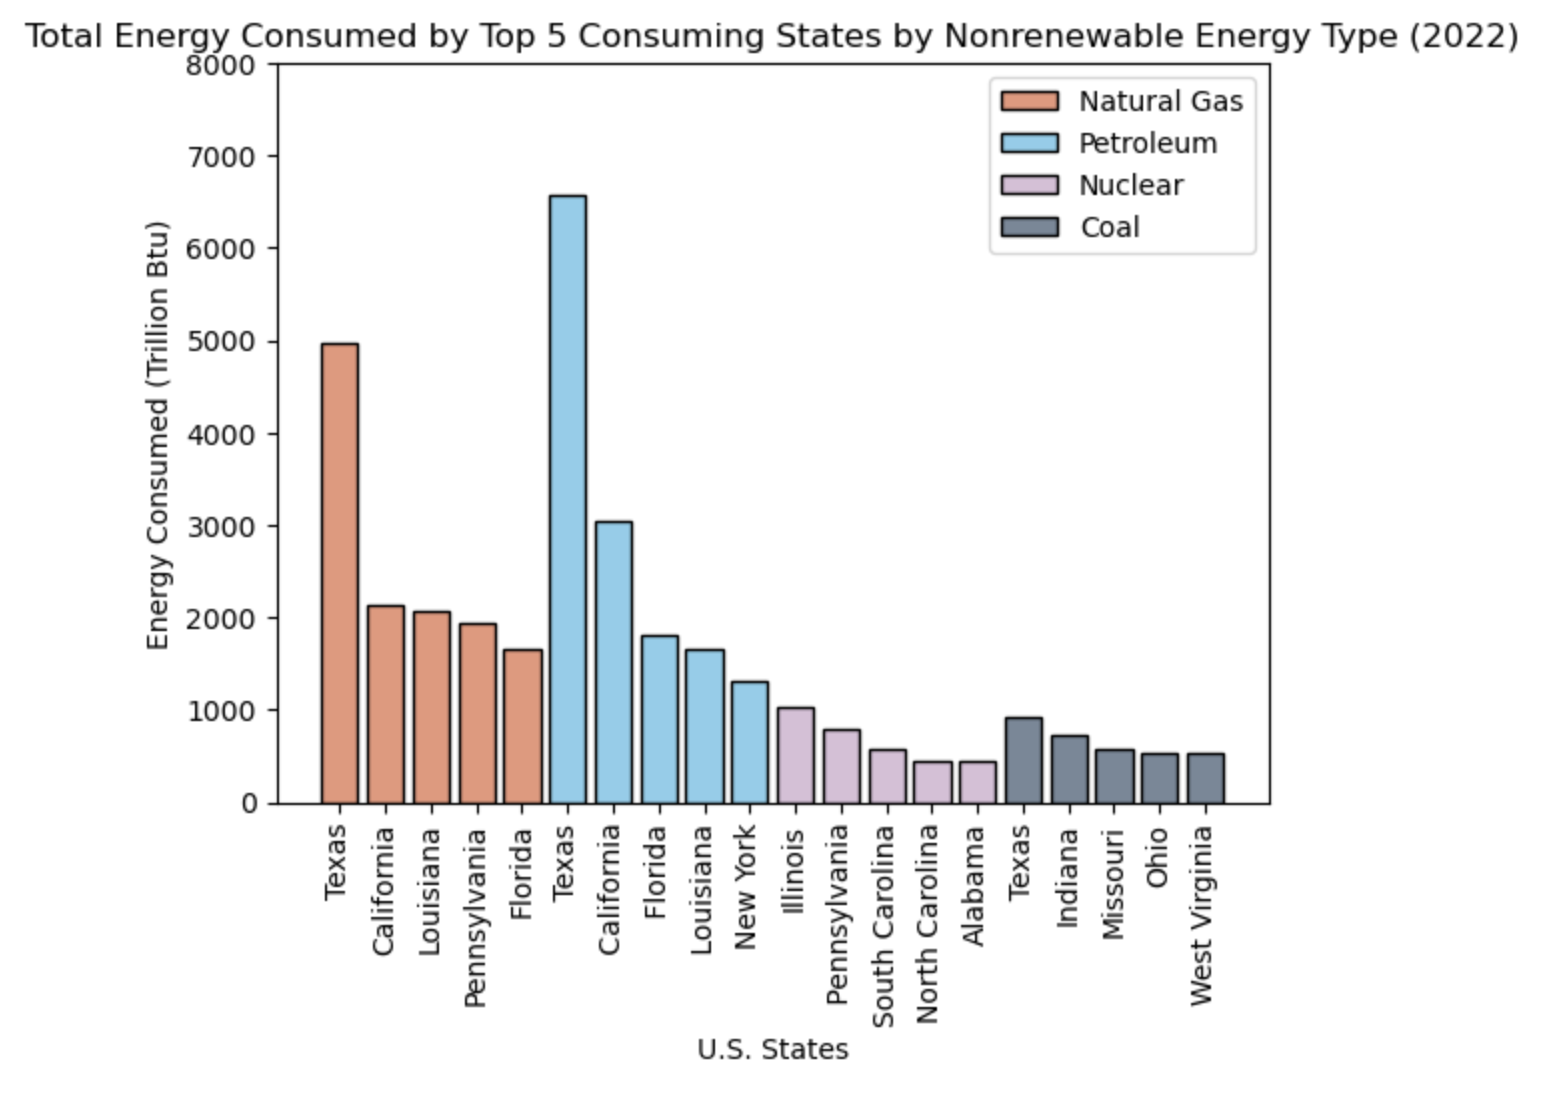 Total Energy Consumed by Top 5 Consuming States by Nonrenewable Energy Type (2022)
8000
7000
6000
5000
4000
3000
2000
1000
0
Energy Consumed (Trillion Btu)
Natural Gas
Petroleum
Nuclear
Coal
Texas
California
Louisiana
Pennsylvania
Florida
Texas
California
Florida
Louisiana
New York
Illinois
Pennsylvania
South Carolina
North Carolina
Alabama
Texas
Indiana
Missouri
Ohio
West Virginia
U.S. States